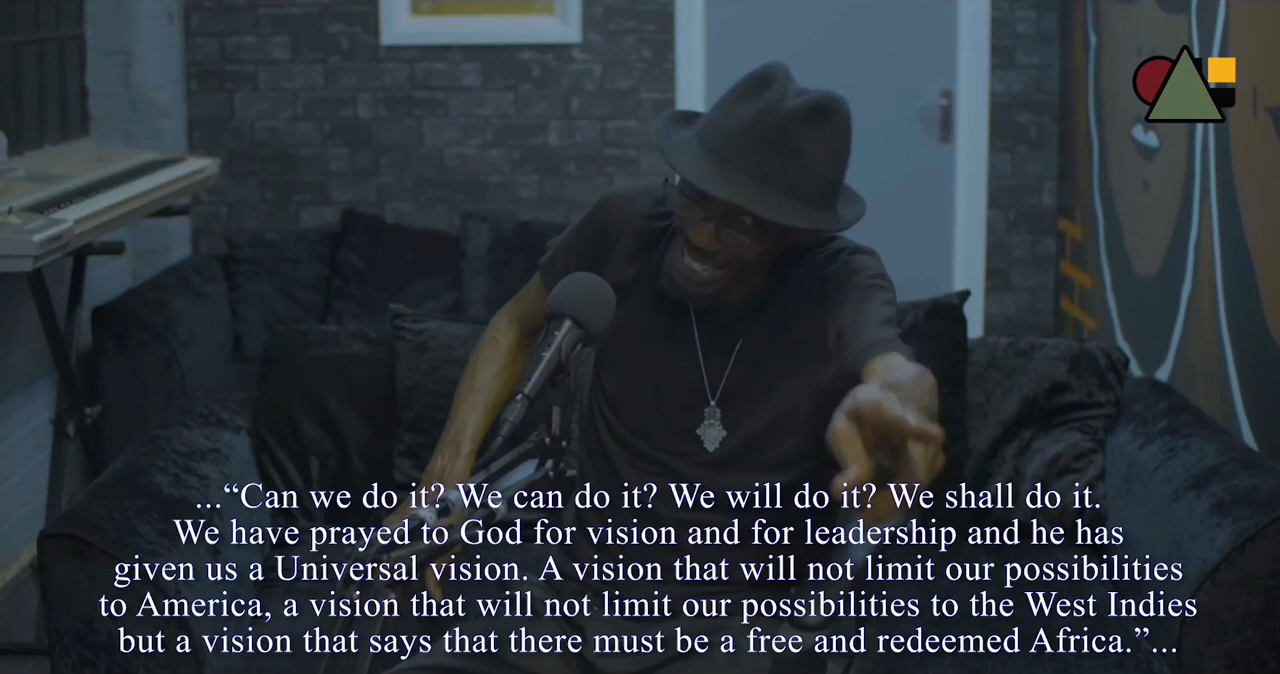 ...“Can we do it? We can do it? We will do it? We shall do it.
We have prayed to God for vision and for leadership and he has
given us a Universal vision. A vision that will not limit our possibilities
to America, a vision that will not limit our possibilities to the West Indies
but a vision that says that there must be a free and redeemed Africa.”...